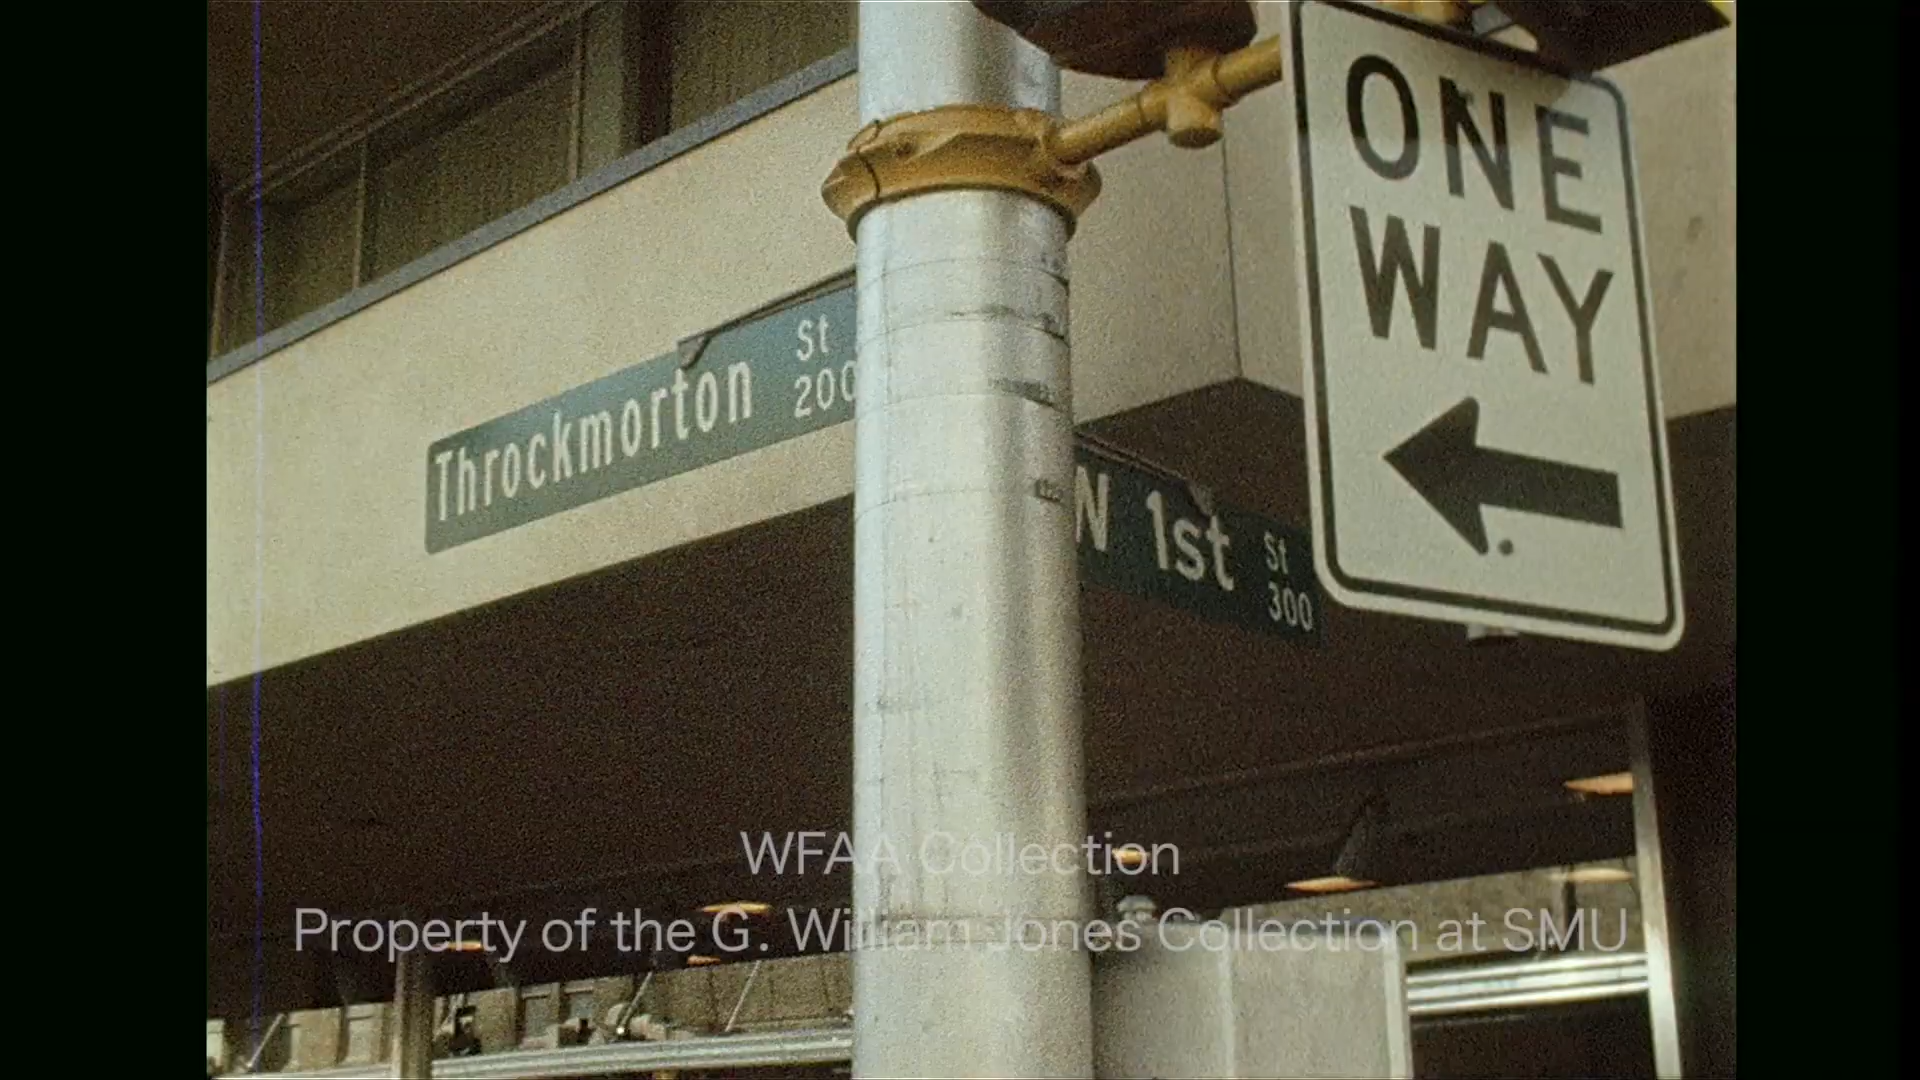 ONE
WAY
St
Throckmorton 200
N 1st St
300
WFAA Collection
Property of the G. William Jones Collection at SMU